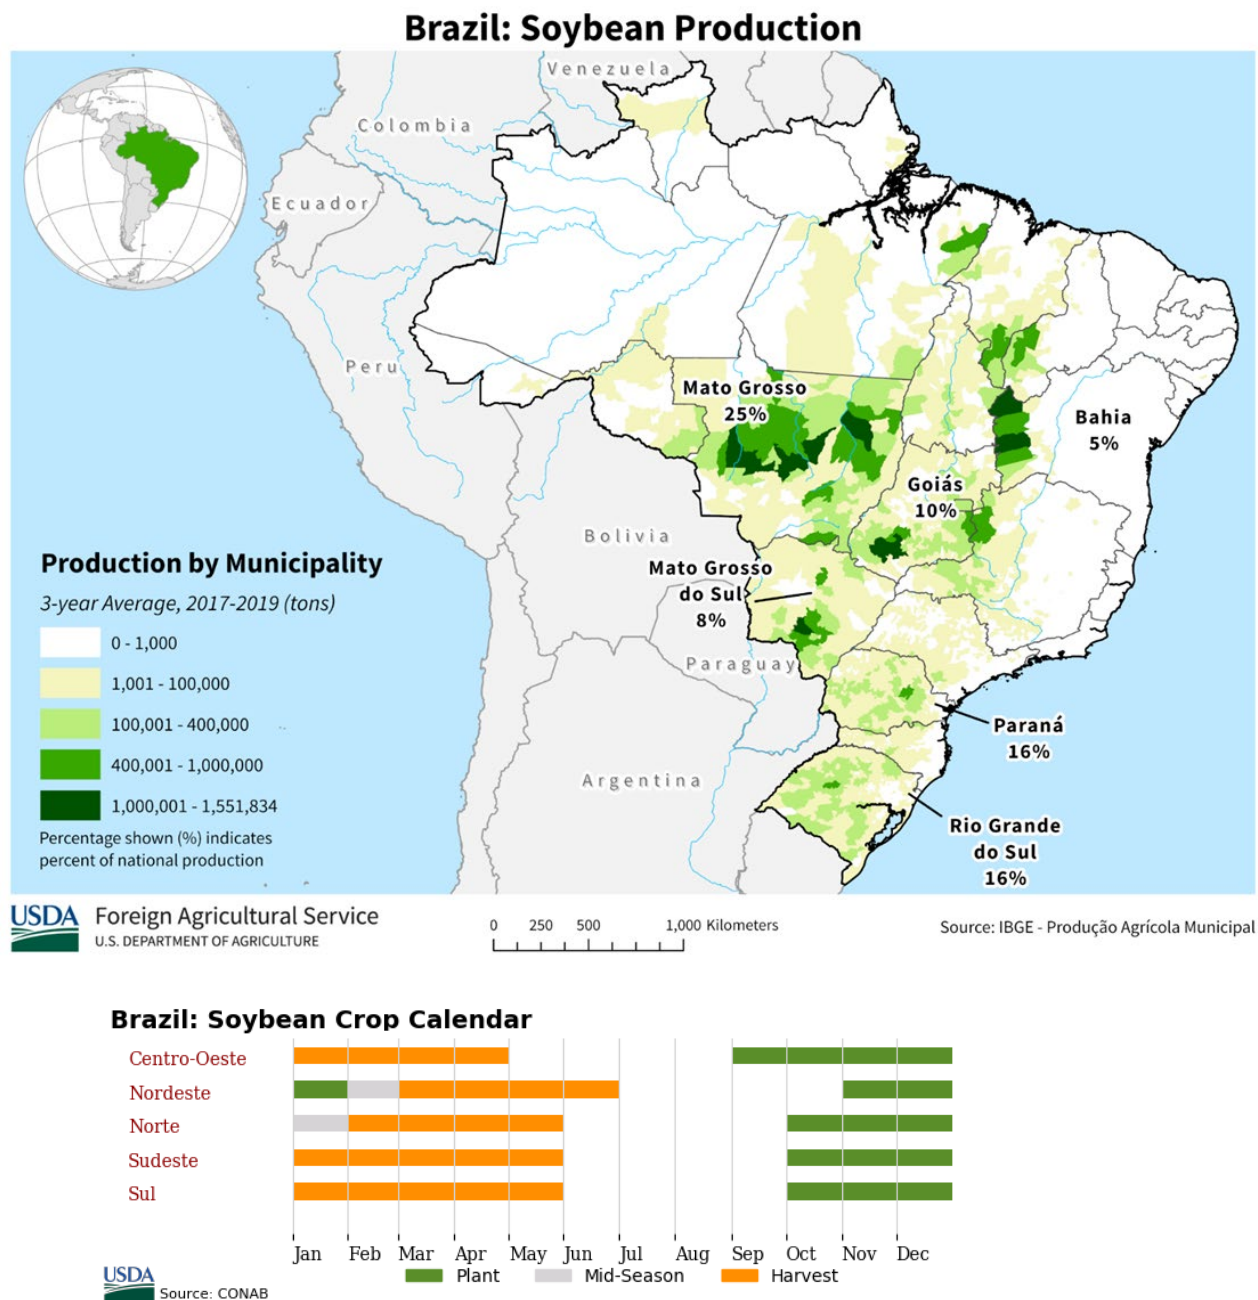 Brazil: Soybean Production
Venezuela
Colombia
Ecuador
Peru
Mato Grosso
25%
Bahia
5%
Goiás
10%
Bolivia
Mato Grosso
do Sul
8%
Paraguay
Paraná
16%
Argentina
Rio Grande
do Sul
16%
Production by Municipality
3-year Average, 2017-2019 (tons)
0 - 1,000
1,001 - 100,000
100,001 - 400,000
400,001 - 1,000,000
1,000,001 - 1,551,834
Percentage shown (%) indicates
percent of national production
USDA
Foreign Agricultural Service
U.S. DEPARTMENT OF AGRICULTURE
0 250 500 1,000 Kilometers
Source: IBGE - Produção Agrícola Municipal
Brazil: Soybean Crop Calendar
Centro-Oeste
Nordeste
Norte
Sudeste
Sul
Jan Feb Mar Apr May Jun Jul Aug Sep Oct Nov Dec
Plant Mid-Season Harvest
USDA
Source: CONAB